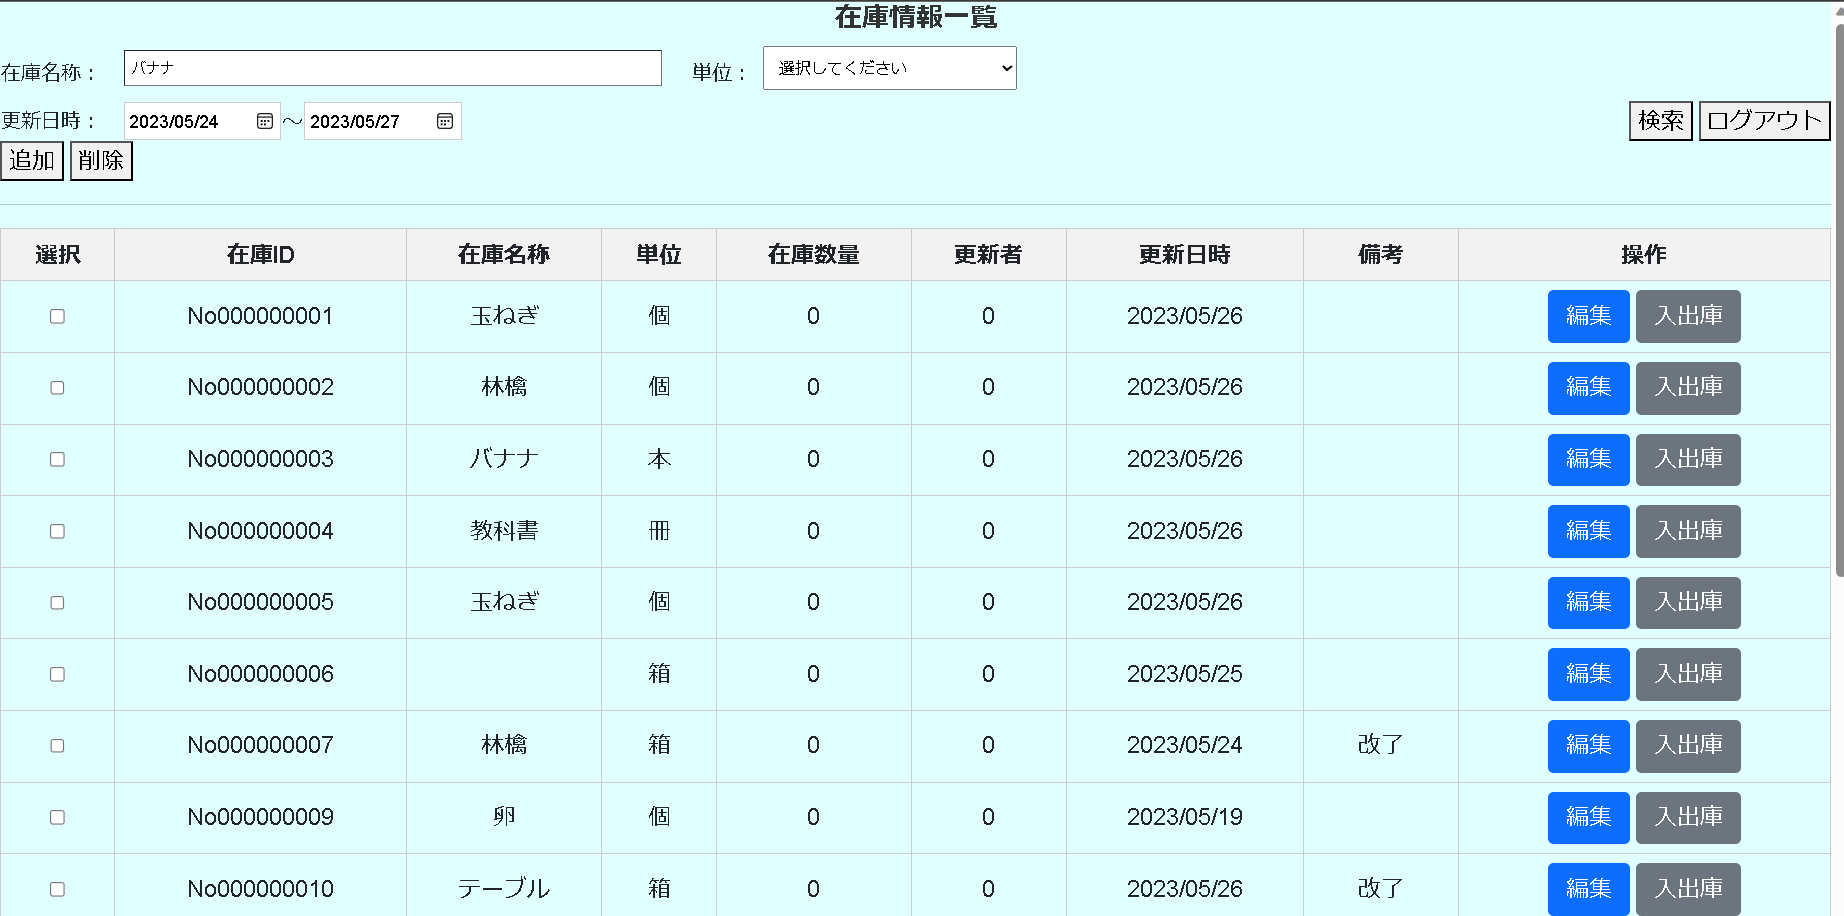 在庫情報一覧
在庫名称： バナナ 単位： 選択してください
更新日時： 2023/05/24 ～ 2023/05/27 検索 ログアウト
追加 削除
選択 在庫ID 在庫名称 単位 在庫数量 更新者 更新日時 備考 操作
No000000001 玉ねぎ 個 0 0 2023/05/26 編集 入出庫
No000000002 林檎 個 0 0 2023/05/26 編集 入出庫
No000000003 バナナ 本 0 0 2023/05/26 編集 入出庫
No000000004 教科書 冊 0 0 2023/05/26 編集 入出庫
No000000005 玉ねぎ 個 0 0 2023/05/26 編集 入出庫
No000000006 箱 0 0 2023/05/25 編集 入出庫
No000000007 林檎 箱 0 0 2023/05/24 改了 編集 入出庫
No000000009 卵 個 0 0 2023/05/19 編集 入出庫
No000000010 テーブル 箱 0 0 2023/05/26 改了 編集 入出庫